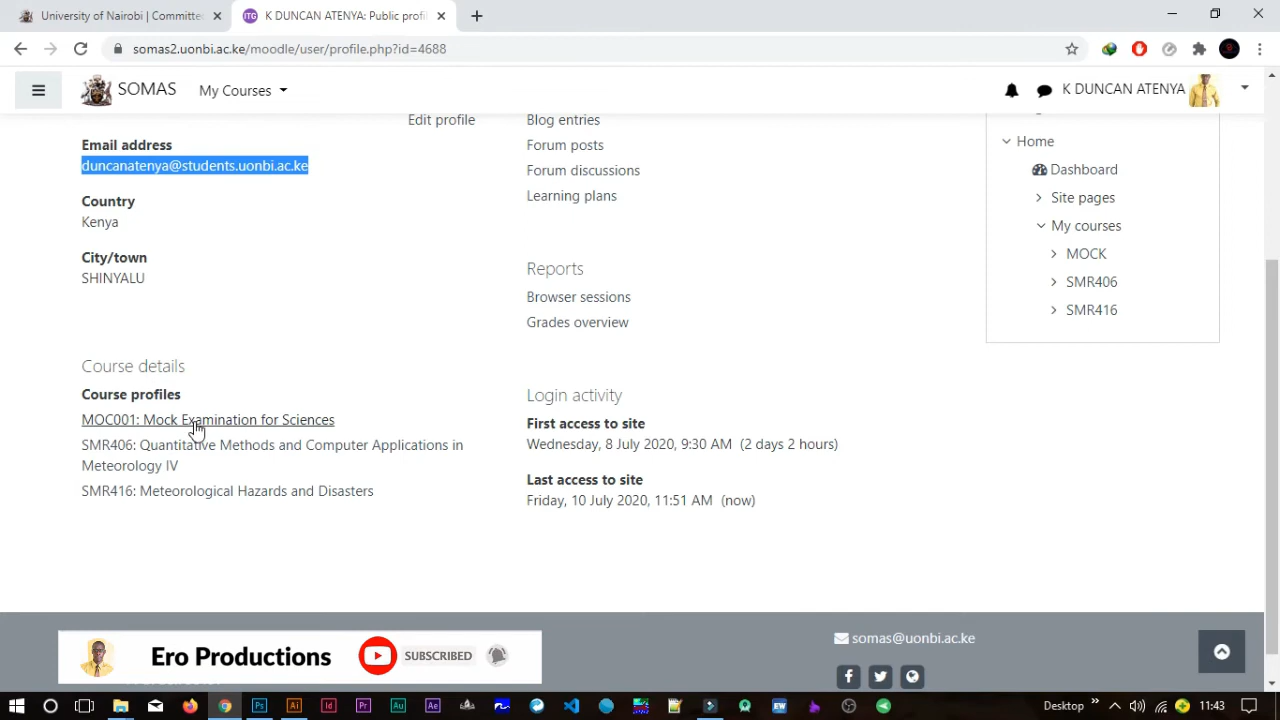 University of Nairobi | Committe
K DUNCAN ATENYA: Public profi
somas2.uonbi.ac.ke/moodle/user/profile.php?id=4688
SOMAS
My Courses
K DUNCAN ATENYA
Edit profile
Email address
duncanatenya@students.uonbi.ac.ke
Country
Kenya
City/town
SHINYALU
Course details
Course profiles
MOC001: Mock Examination for Sciences
SMR406: Quantitative Methods and Computer Applications in
Meteorology IV
SMR416: Meteorological Hazards and Disasters
Blog entries
Forum posts
Forum discussions
Learning plans
Reports
Browser sessions
Grades overview
Login activity
First access to site
Wednesday, 8 July 2020, 9:30 AM (2 days 2 hours)
Last access to site
Friday, 10 July 2020, 11:51 AM (now)
Home
Dashboard
Site pages
My courses
MOCK
SMR406
SMR416
Ero Productions
SUBSCRIBED
somas@uonbi.ac.ke
Desktop
11:43